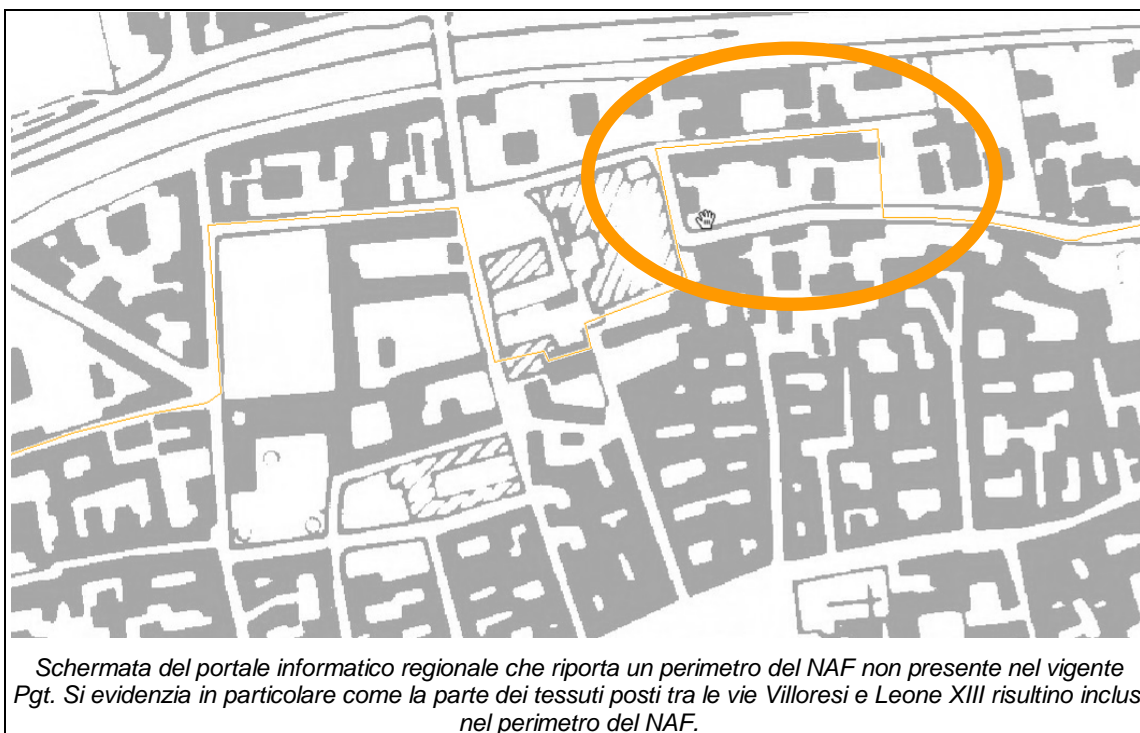 Schermata del portale informatico regionale che riporta un perimetro del NAF non presente nel vigente
Pgt. Si evidenzia in particolare come la parte dei tessuti posti tra le vie Villoresi e Leone XIII risultino inclus
nel perimetro del NAF.